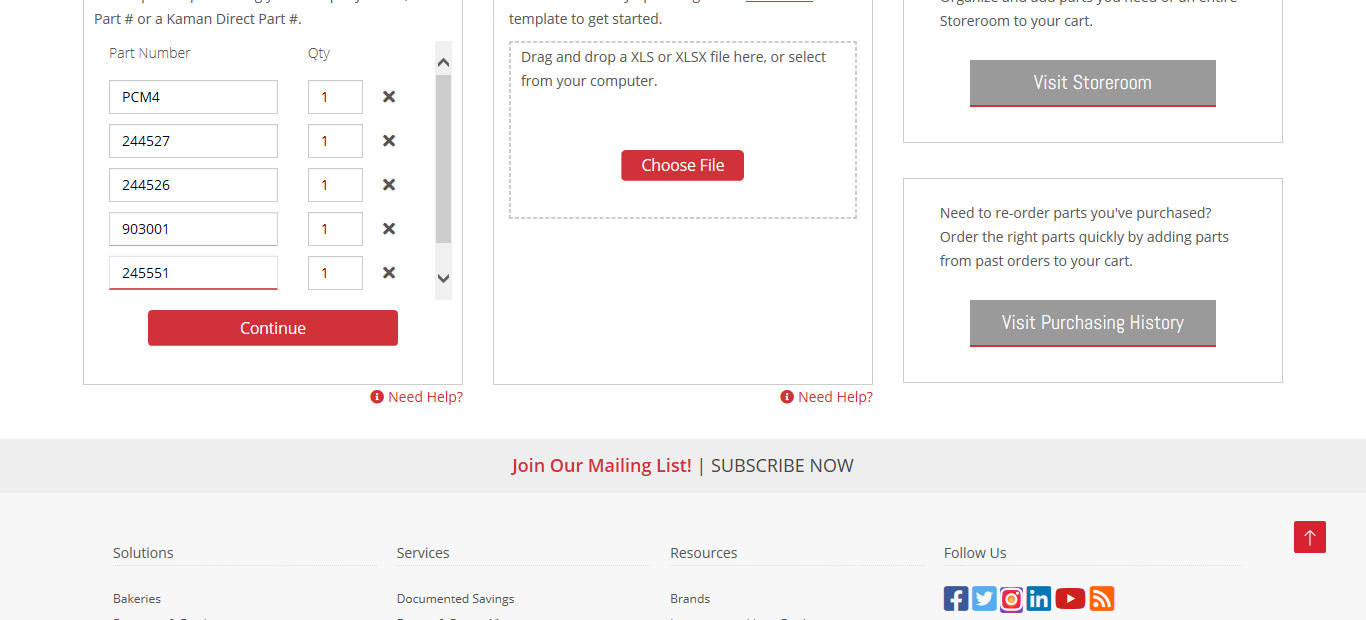 Part # or a Kaman Direct Part #.
Part Number Qty
PCM4 1
244527 1
244526 1
903001 1
245551 1
Continue
Need Help?
template to get started.
Drag and drop a XLS or XLSX file here, or select
from your computer.
Choose File
Need Help?
Storeroom to your cart.
Visit Storeroom
Need to re-order parts you've purchased?
Order the right parts quickly by adding parts
from past orders to your cart.
Visit Purchasing History
Join Our Mailing List! | SUBSCRIBE NOW
Solutions
Bakeries
Services
Documented Savings
Resources
Brands
Follow Us